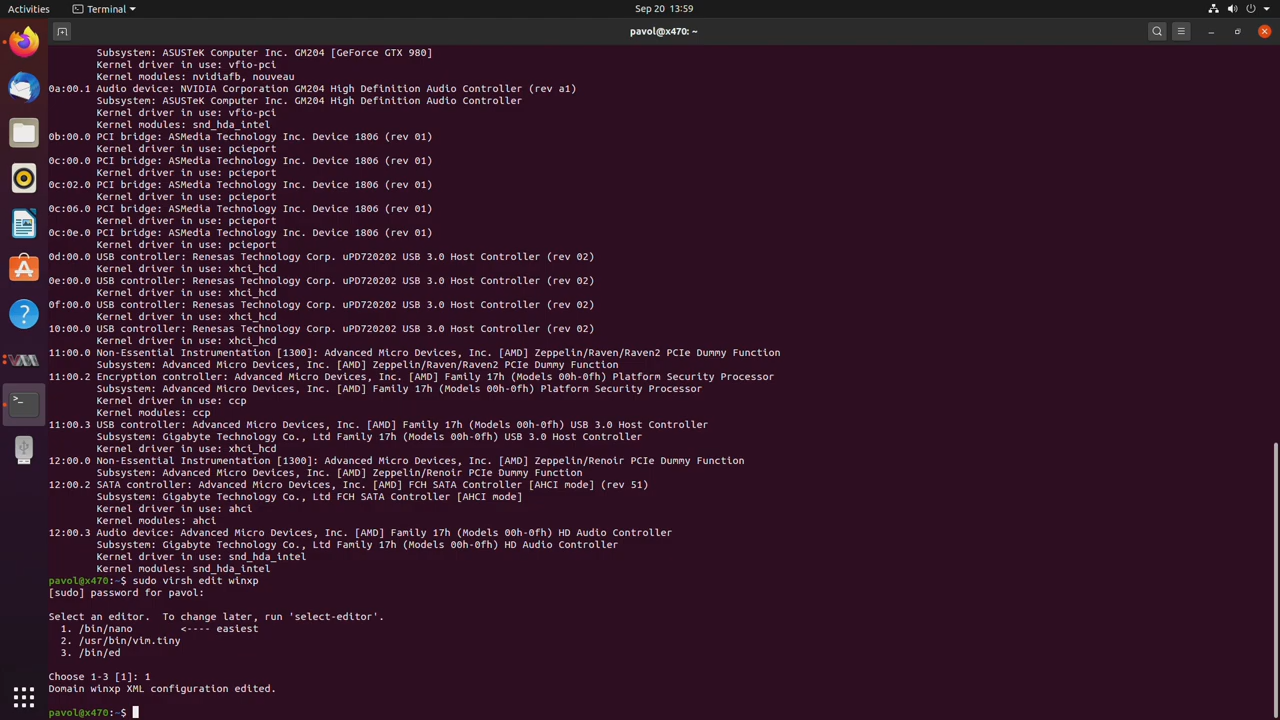 Activities
Terminal
Sep 20 13:59
pavol@x470: ~
Subsystem: ASUSTeK Computer Inc. GM204 [GeForce GTX 980]
Kernel driver in use: vfio-pci
Kernel modules: nvidiafb, nouveau
0a:00.1 Audio device: NVIDIA Corporation GM204 High Definition Audio Controller (rev a1)
Subsystem: ASUSTeK Computer Inc. GM204 High Definition Audio Controller
Kernel driver in use: vfio-pci
Kernel modules: snd_hda_intel
0b:00.0 PCI bridge: ASMedia Technology Inc. Device 1806 (rev 01)
Kernel driver in use: pcieport
0c:00.0 PCI bridge: ASMedia Technology Inc. Device 1806 (rev 01)
Kernel driver in use: pcieport
0c:02.0 PCI bridge: ASMedia Technology Inc. Device 1806 (rev 01)
Kernel driver in use: pcieport
0c:06.0 PCI bridge: ASMedia Technology Inc. Device 1806 (rev 01)
Kernel driver in use: pcieport
0c:0e.0 PCI bridge: ASMedia Technology Inc. Device 1806 (rev 01)
Kernel driver in use: pcieport
0d:00.0 USB controller: Renesas Technology Corp. uPD720202 USB 3.0 Host Controller (rev 02)
Kernel driver in use: xhci_hcd
0e:00.0 USB controller: Renesas Technology Corp. uPD720202 USB 3.0 Host Controller (rev 02)
Kernel driver in use: xhci_hcd
0f:00.0 USB controller: Renesas Technology Corp. uPD720202 USB 3.0 Host Controller (rev 02)
Kernel driver in use: xhci_hcd
10:00.0 USB controller: Renesas Technology Corp. uPD720202 USB 3.0 Host Controller (rev 02)
Kernel driver in use: xhci_hcd
11:00.0 Non-Essential Instrumentation [1300]: Advanced Micro Devices, Inc. [AMD] Zeppelin/Raven/Raven2 PCIe Dummy Function
Subsystem: Advanced Micro Devices, Inc. [AMD] Zeppelin/Raven/Raven2 PCIe Dummy Function
11:00.2 Encryption controller: Advanced Micro Devices, Inc. [AMD] Family 17h (Models 00h-0fh) Platform Security Processor
Subsystem: Advanced Micro Devices, Inc. [AMD] Family 17h (Models 00h-0fh) Platform Security Processor
Kernel driver in use: ccp
Kernel modules: ccp
11:00.3 USB controller: Advanced Micro Devices, Inc. [AMD] Family 17h (Models 00h-0fh) USB 3.0 Host Controller
Subsystem: Gigabyte Technology Co., Ltd Family 17h (Models 00h-0fh) USB 3.0 Host Controller
Kernel driver in use: xhci_hcd
12:00.0 Non-Essential Instrumentation [1300]: Advanced Micro Devices, Inc. [AMD] Zeppelin/Renoir PCIe Dummy Function
Subsystem: Advanced Micro Devices, Inc. [AMD] Zeppelin/Renoir PCIe Dummy Function
12:00.2 SATA controller: Advanced Micro Devices, Inc. [AMD] FCH SATA Controller [AHCI mode] (rev 51)
Subsystem: Gigabyte Technology Co., Ltd FCH SATA Controller [AHCI mode]
Kernel driver in use: ahci
Kernel modules: ahci
12:00.3 Audio device: Advanced Micro Devices, Inc. [AMD] Family 17h (Models 00h-0fh) HD Audio Controller
Subsystem: Gigabyte Technology Co., Ltd Family 17h (Models 00h-0fh) HD Audio Controller
Kernel driver in use: snd_hda_intel
Kernel modules: snd_hda_intel
pavol@x470:~$ sudo virsh edit winxp
[sudo] password for pavol:
Select an editor.  To change later, run 'select-editor'.
1. /bin/nano        <---- easiest
2. /usr/bin/vim.tiny
3. /bin/ed
Choose 1-3 [1]: 1
Domain winxp XML configuration edited.
pavol@x470:~$